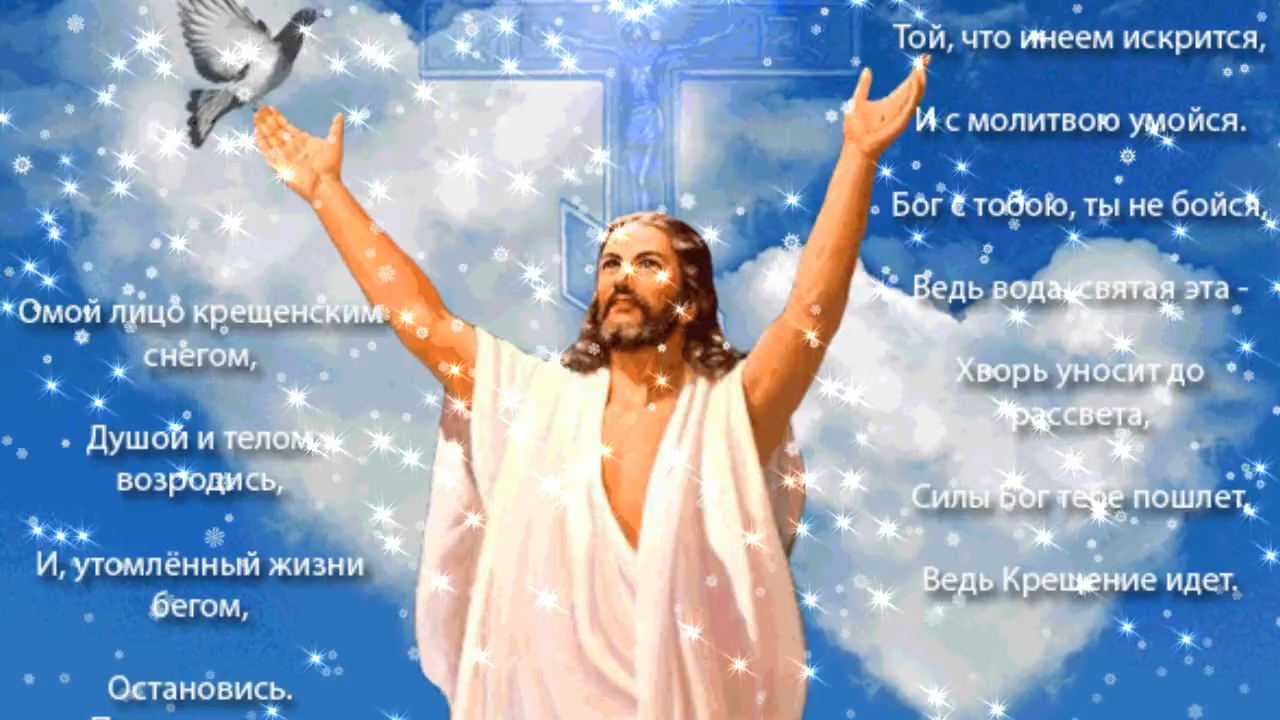 Омой лицо крещенским
снегом,
Душой и телом
возродись,
И, утомлённый жизни
бегом,
Остановись.
Той, что инеем искрится,
И с молитвою умойся.
Бог с тобою, ты не бойся,
Ведь вода, святая эта -
Хворь уносит до
рассвета,
Силы Бог тебе пошлет,
Ведь Крещение идет.